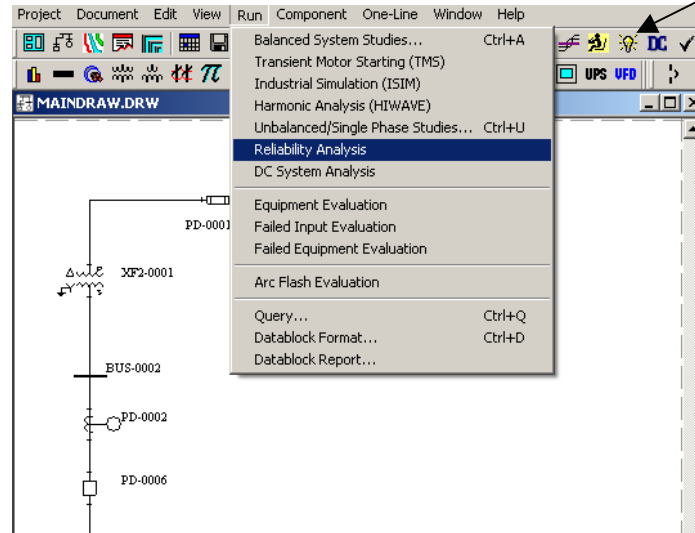 Project Document Edit View Run Component One-Line Window Help
DC
UPS VFD
MAINDRAW.DRW
Balanced System Studies... Ctrl+A
Transient Motor Starting (TMS)
Industrial Simulation (ISIM)
Harmonic Analysis (HIWAVE)
Unbalanced/Single Phase Studies... Ctrl+U
Reliability Analysis
DC System Analysis
Equipment Evaluation
Failed Input Evaluation
Failed Equipment Evaluation
Arc Flash Evaluation
Query... Ctrl+Q
Datablock Format... Ctrl+D
Datablock Report...
PD-0001
XF2-0001
BUS-0002
PD-0002
PD-0006